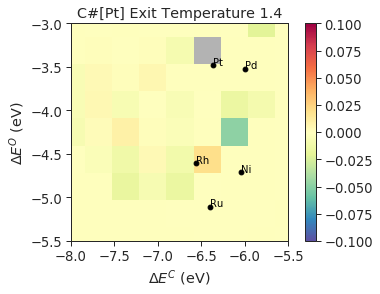 C#[Pt] Exit Temperature 1.4
−3.0
−3.5
−4.0
−4.5
−5.0
−5.5
ΔE^O (eV)
Pt
Pd
Rh
Ni
Ru
−8.0 −7.5 −7.0 −6.5 −6.0 −5.5
ΔE^C (eV)
0.100
0.075
0.050
0.025
0.000
−0.025
−0.050
−0.075
−0.100